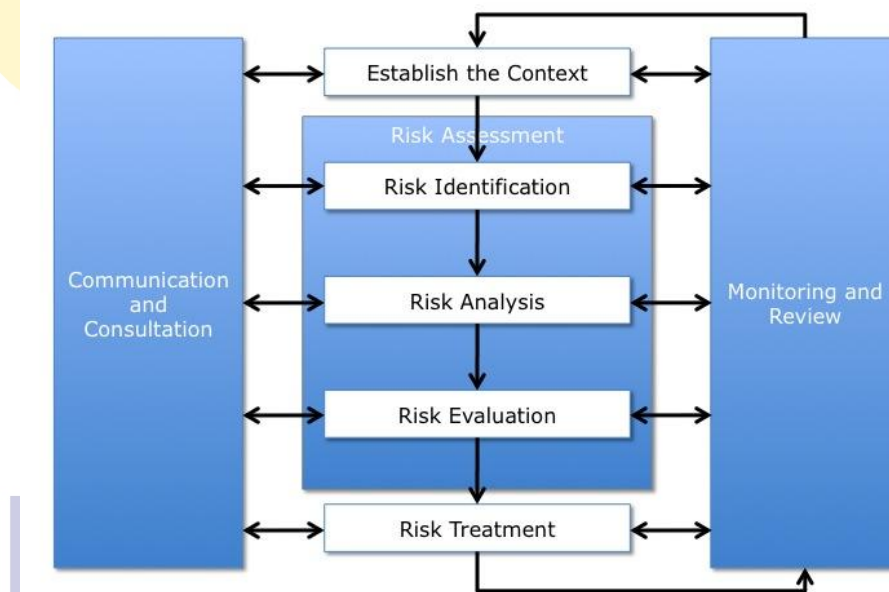 Establish the Context
Risk Assessment
Risk Identification
Communication
and
Consultation
Risk Analysis
Monitoring and
Review
Risk Evaluation
Risk Treatment